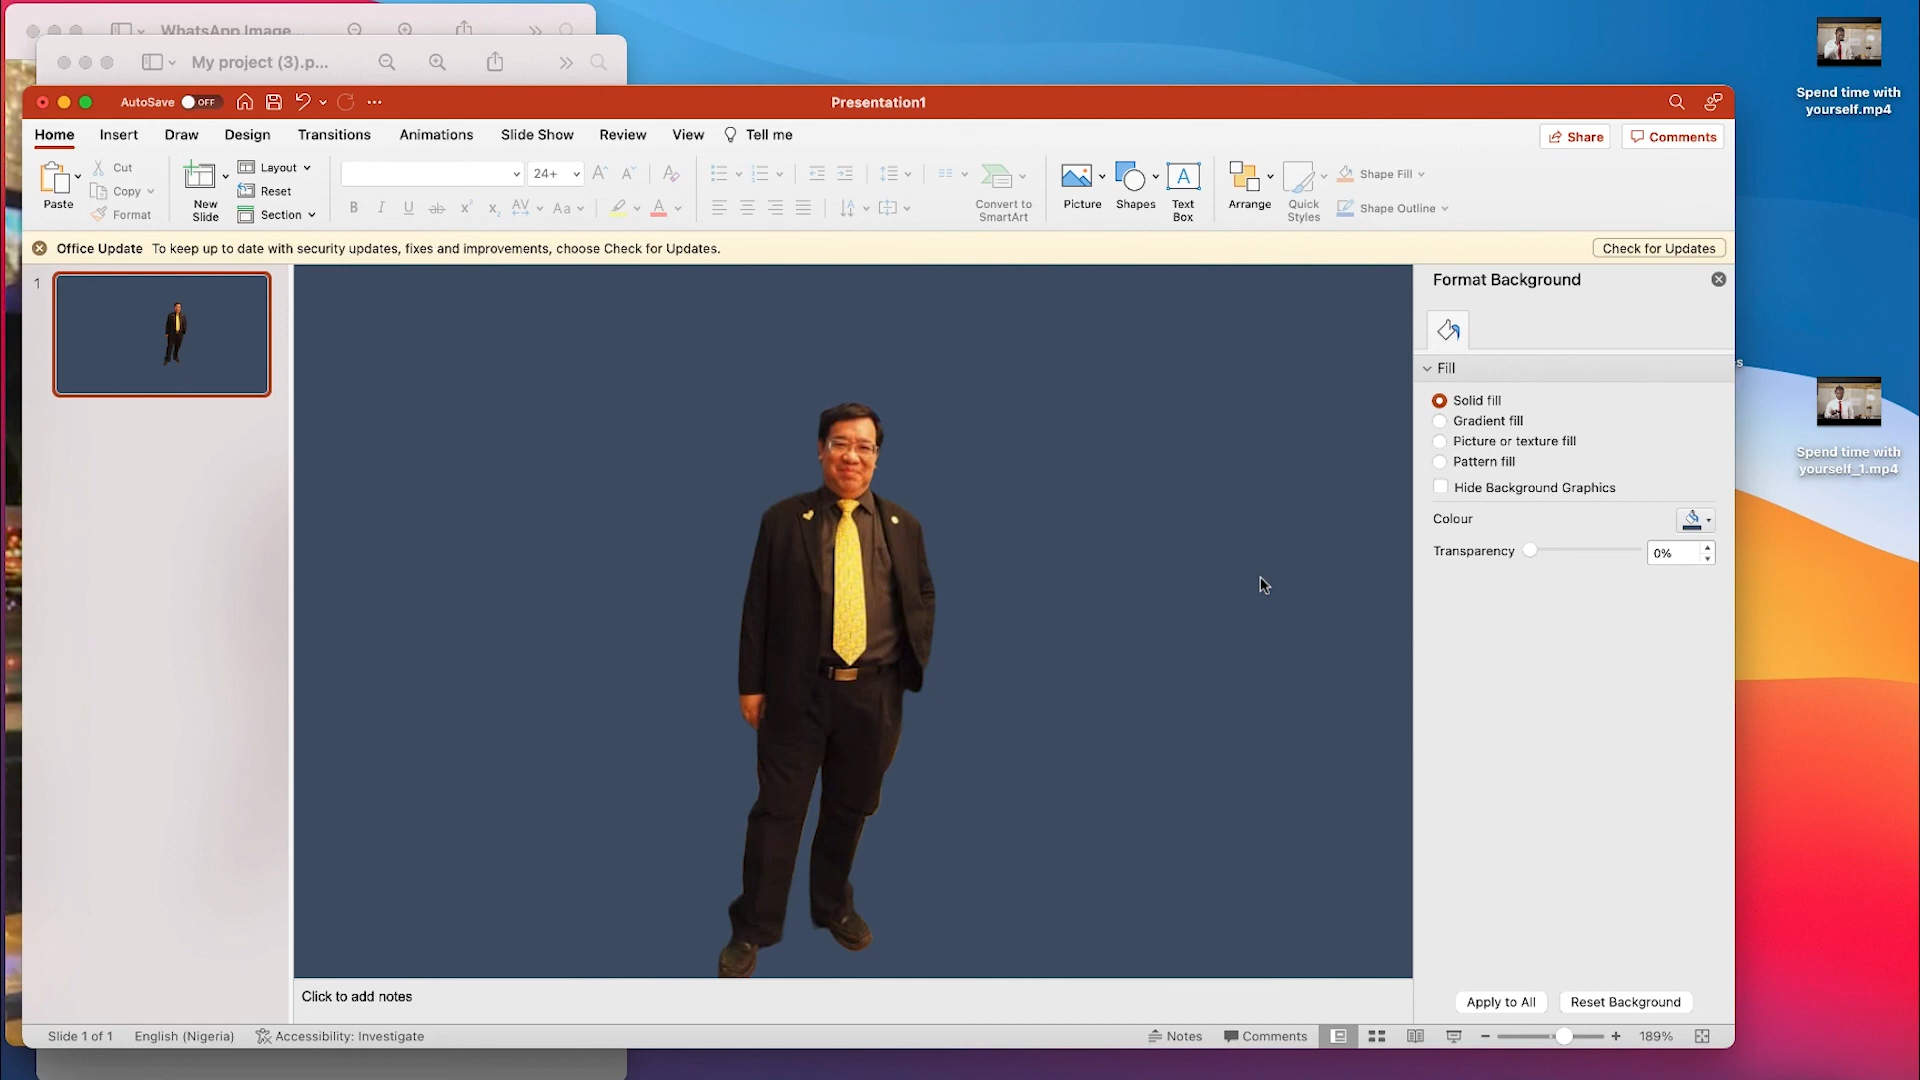 WhatsApp Image...
My project (3).p...
AutoSave OFF
Presentation1
Home Insert Draw Design Transitions Animations Slide Show Review View Tell me
Share Comments
Paste
Cut
Copy
Format
New
Slide
Layout
Reset
Section
24+
Convert to
SmartArt
Picture
Shapes
Text
Box
Arrange
Quick
Styles
Shape Fill
Shape Outline
Office Update To keep up to date with security updates, fixes and improvements, choose Check for Updates.
Check for Updates
1
Format Background
Fill
Solid fill
Gradient fill
Picture or texture fill
Pattern fill
Hide Background Graphics
Colour
Transparency 0%
Apply to All Reset Background
Click to add notes
Slide 1 of 1 English (Nigeria) Accessibility: Investigate
Notes Comments 189%
Spend time with
yourself.mp4
Spend time with
yourself_1.mp4